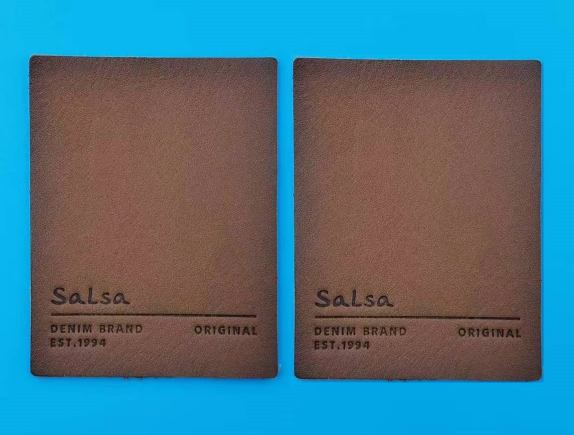 Salsa
DENIM BRAND ORIGINAL
EST.1994
Salsa
DENIM BRAND ORIGINAL
EST.1994